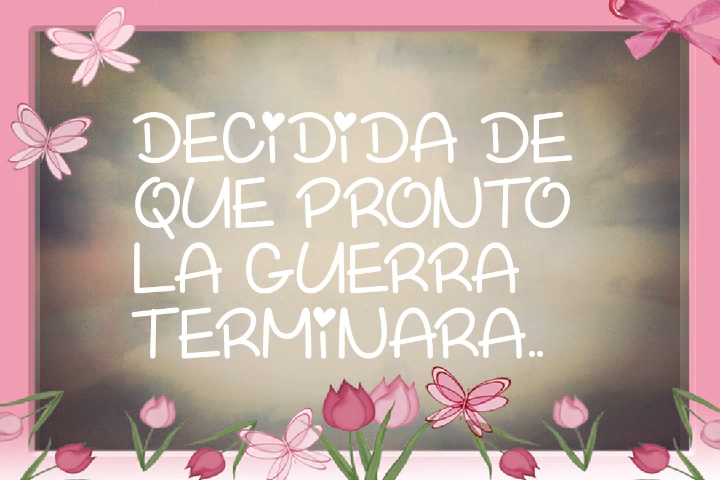 DECiDiDA DE
QUE PRONTO
LA GUERRA
TERMiNARA..